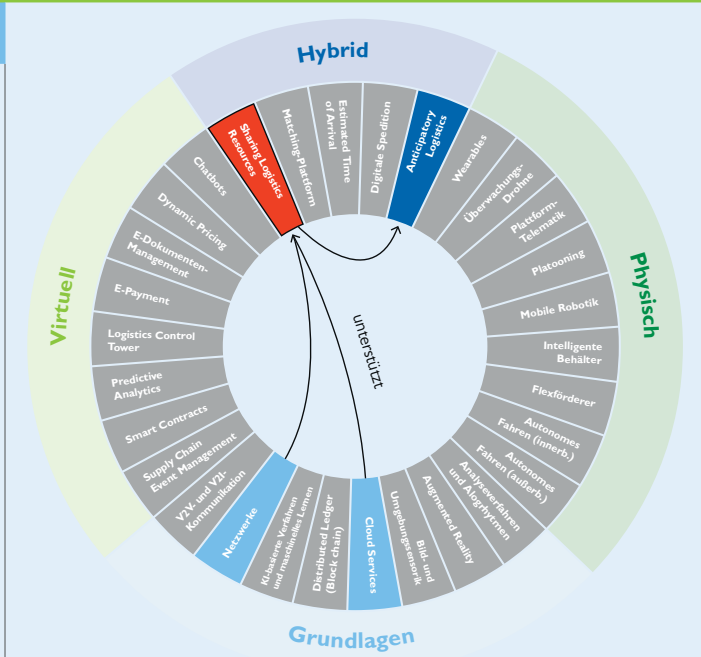 Hybrid
Sharing Logistics
Resources
Matching-Plattform
Estimated Time
of Arrival
Digitale Spedition
Anticipatory
Logistics
Physisch
Wearables
Überwachungs-
Drohne
Plattform-
Telematik
Platooning
Mobile Robotik
Intelligente
Behälter
Flexförderer
Autonomes
Fahren (innerb.)
Autonomes
Fahren (außerb.)
Analyseverfahren
und Alogrhytmen
Grundlagen
Augmented Reality
Bild- und
Umgebungssensorik
Cloud Services
Distributed Ledger
(Block chain)
KI-basierte Verfahren
und maschinelles Lernen
Netzwerke
V2V- und V2I-
Kommunikation
Virtuell
Supply Chain
Event Management
Smart Contracts
Predictive
Analytics
Logistics Control
Tower
E-Payment
E-Dokumenten-
Management
Dynamic Pricing
Chatbots
unterstützt